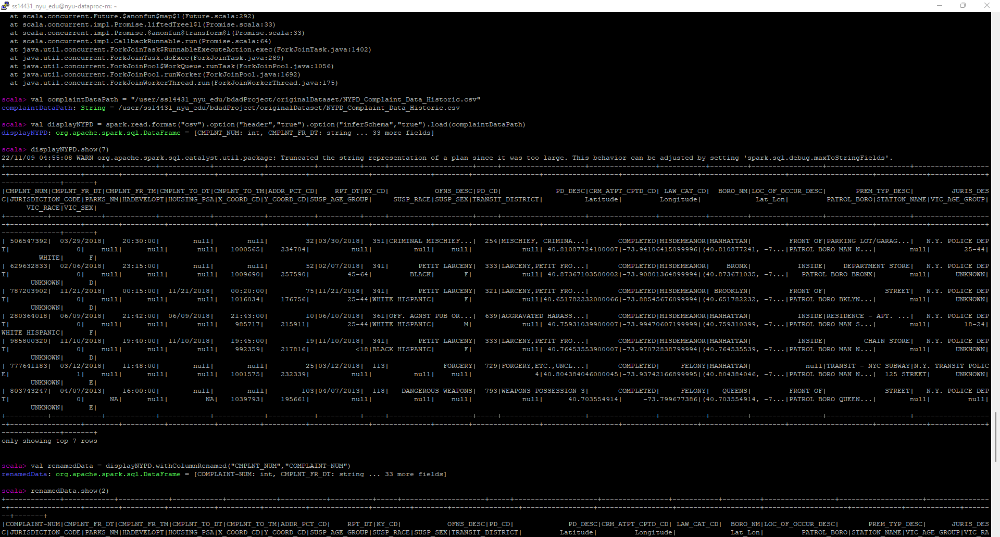 ss14431_nyu_edu@nyu-dataproc-m: ~
at scala.concurrent.Future.$anonfun$map$1(Future.scala:292)
at scala.concurrent.impl.Promise.liftedTree1$1(Promise.scala:33)
at scala.concurrent.impl.Promise.$anonfun$transform$1(Promise.scala:33)
at scala.concurrent.impl.CallbackRunnable.run(Promise.scala:64)
at java.util.concurrent.ForkJoinTask$RunnableExecuteAction.exec(ForkJoinTask.java:1402)
at java.util.concurrent.ForkJoinTask.doExec(ForkJoinTask.java:289)
at java.util.concurrent.ForkJoinPool$WorkQueue.runTask(ForkJoinPool.java:1056)
at java.util.concurrent.ForkJoinPool.runWorker(ForkJoinPool.java:1692)
at java.util.concurrent.ForkJoinWorkerThread.run(ForkJoinWorkerThread.java:175)
scala> val complaintDataPath = "/user/ss14431_nyu_edu/bdadProject/originalDataset/NYPD_Complaint_Data_Historic.csv"
complaintDataPath: String = /user/ss14431_nyu_edu/bdadProject/originalDataset/NYPD_Complaint_Data_Historic.csv
scala> val displayNYPD = spark.read.format("csv").option("header","true").option("inferSchema","true").load(complaintDataPath)
displayNYPD: org.apache.spark.sql.DataFrame = [CMPLNT_NUM: int, CMPLNT_FR_DT: string ... 33 more fields]
scala> displayNYPD.show(7)
22/11/09 04:55:08 WARN org.apache.spark.sql.catalyst.util.package: Truncated the string representation of a plan since it was too large. This behavior can be adjusted by setting 'spark.sql.debug.maxToStringFields'.
|CMPLNT_NUM|CMPLNT_FR_DT|CMPLNT_FR_TM|CMPLNT_TO_DT|CMPLNT_TO_TM|ADDR_PCT_CD| RPT_DT|KY_CD| OFNS_DESC|PD_CD| PD_DESC|CRM_ATPT_CPTD_CD| LAW_CAT_CD| BORO_NM|LOC_OF_OCCUR_DESC| PREM_TYP_DESC| JURIS_DES
C|JURISDICTION_CODE|PARKS_NM|HADEVELOPT|HOUSING_PSA|X_COORD_CD|Y_COORD_CD|SUSP_AGE_GROUP| SUSP_RACE|SUSP_SEX|TRANSIT_DISTRICT| Latitude| Longitude| Lat_Lon| PATROL_BORO|STATION_NAME|VIC_AGE_GROUP|
VIC_RACE|VIC_SEX|
| 506547392| 03/29/2018| 20:30:00| null| null| 32|03/30/2018| 351|CRIMINAL MISCHIEF...| 254|MISCHIEF, CRIMINA...| COMPLETED|MISDEMEANOR|MANHATTAN| FRONT OF|PARKING LOT/GARAG...| N.Y. POLICE DEP
T| 0| null| null| null| 1000565| 234704| null| null| null| null| 40.81087724100007|-73.94106415099996|(40.810877241, -7...|PATROL BORO MAN N...| null| 25-44|
WHITE| F|
| 629632833| 02/06/2018| 23:15:00| null| null| 52|02/07/2018| 341| PETIT LARCENY| 333|LARCENY,PETIT FRO...| COMPLETED|MISDEMEANOR| BRONX| INSIDE| DEPARTMENT STORE| N.Y. POLICE DEP
T| 0| null| null| null| 1009690| 257590| 45-64| BLACK| F| null| 40.87367103500002|-73.90801364899994|(40.873671035, -7...| PATROL BORO BRONX| null| UNKNOWN|
UNKNOWN| D|
| 787203902| 11/21/2018| 00:15:00| 11/21/2018| 00:20:00| 75|11/21/2018| 341| PETIT LARCENY| 321|LARCENY,PETIT FRO...| COMPLETED|MISDEMEANOR| BROOKLYN| FRONT OF| STREET| N.Y. POLICE DEP
T| 0| null| null| null| 1016034| 176756| 25-44|WHITE HISPANIC| F| null|40.651782232000066|-73.88545676099994|(40.651782232, -7...|PATROL BORO BKLYN...| null| UNKNOWN|
UNKNOWN| D|
| 280364018| 06/09/2018| 21:42:00| 06/09/2018| 21:43:00| 10|06/10/2018| 361|OFF. AGNST PUB OR...| 639|AGGRAVATED HARASS...| COMPLETED|MISDEMEANOR|MANHATTAN| INSIDE|RESIDENCE - APT. ...| N.Y. POLICE DEP
T| 0| null| null| null| 985717| 215911| 25-44|WHITE HISPANIC| M| null| 40.75931039900007|-73.99470607199999|(40.759310399, -7...|PATROL BORO MAN S...| null| 18-24|
WHITE HISPANIC| F|
| 985800320| 11/10/2018| 19:40:00| 11/10/2018| 19:45:00| 19|11/10/2018| 341| PETIT LARCENY| 333|LARCENY,PETIT FRO...| COMPLETED|MISDEMEANOR|MANHATTAN| INSIDE| CHAIN STORE| N.Y. POLICE DEP
T| 0| null| null| null| 992359| 217816| <18|BLACK HISPANIC| F| null| 40.76453553900007|-73.97072838799994|(40.764535539, -7...|PATROL BORO MAN N...| null| UNKNOWN|
UNKNOWN| D|
| 777641183| 03/12/2018| 11:48:00| null| null| 25|03/12/2018| 113| FORGERY| 729|FORGERY,ETC.,UNCL...| COMPLETED| FELONY|MANHATTAN| null|TRANSIT - NYC SUBWAY|N.Y. TRANSIT POLIC
E| 1| null| null| null| 1001575| 232339| null| null| null| 4|40.804384046000045|-73.93742166899995|(40.804384046, -7...|PATROL BORO MAN N...| 125 STREET| UNKNOWN|
UNKNOWN| E|
| 803743247| 04/07/2013| 16:00:00| null| null| 103|04/07/2013| 118| DANGEROUS WEAPONS| 793|WEAPONS POSSESSION 3| COMPLETED| FELONY| QUEENS| FRONT OF| STREET| N.Y. POLICE DEP
T| 0| NA| null| NA| 1039793| 195661| null| null| null| null| 40.703554914| -73.799677386|(40.703554914, -7...|PATROL BORO QUEEN...| null| null|
UNKNOWN| E|
only showing top 7 rows
scala> val renamedData = displayNYPD.withColumnRenamed("CMPLNT_NUM","COMPLAINT-NUM")
renamedData: org.apache.spark.sql.DataFrame = [COMPLAINT-NUM: int, CMPLNT_FR_DT: string ... 33 more fields]
scala> renamedData.show(2)
|COMPLAINT-NUM|CMPLNT_FR_DT|CMPLNT_FR_TM|CMPLNT_TO_DT|CMPLNT_TO_TM|ADDR_PCT_CD| RPT_DT|KY_CD| OFNS_DESC|PD_CD| PD_DESC|CRM_ATPT_CPTD_CD| LAW_CAT_CD| BORO_NM|LOC_OF_OCCUR_DESC| PREM_TYP_DESC| JURIS_DES
C|JURISDICTION_CODE|PARKS_NM|HADEVELOPT|HOUSING_PSA|X_COORD_CD|Y_COORD_CD|SUSP_AGE_GROUP|SUSP_RACE|SUSP_SEX|TRANSIT_DISTRICT| Latitude| Longitude| Lat_Lon| PATROL_BORO|STATION_NAME|VIC_AGE_GROUP|VIC_RA